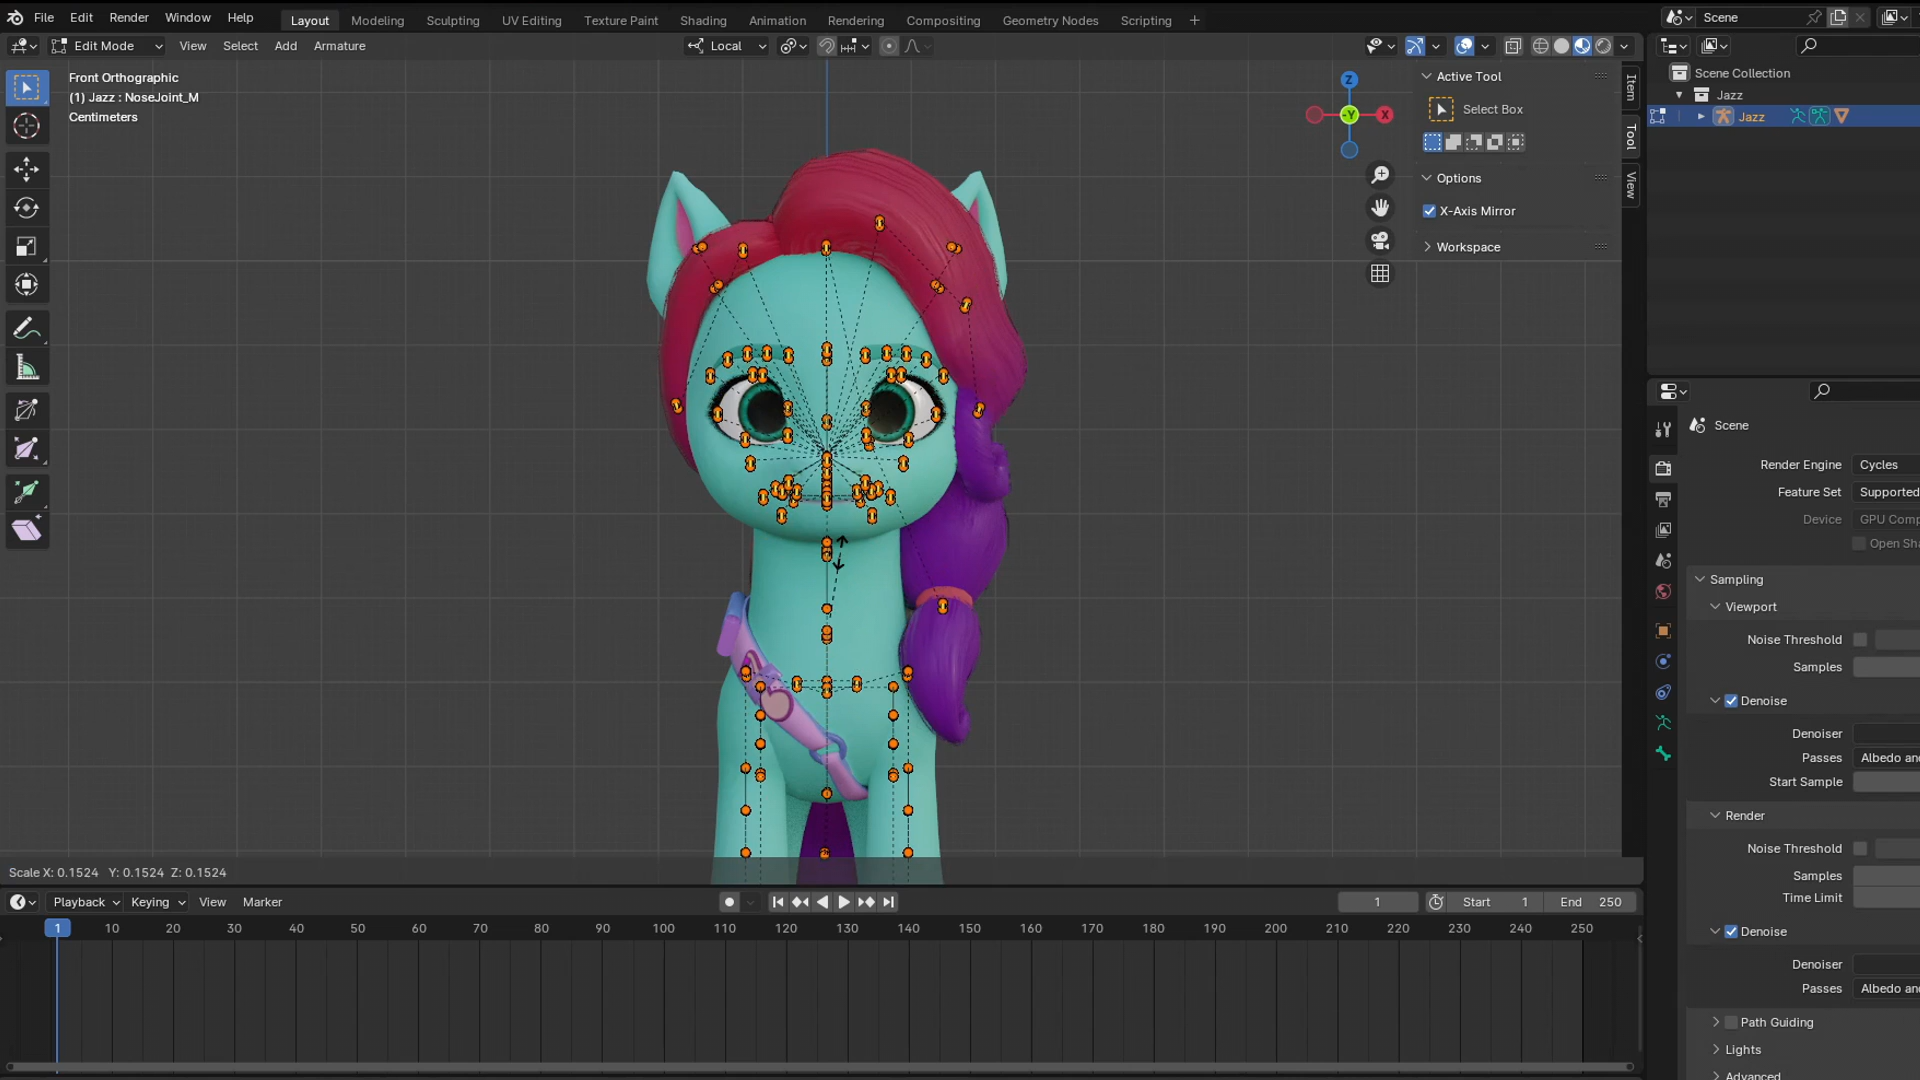 File Edit Render Window Help Layout Modeling Sculpting UV Editing Texture Paint Shading Animation Rendering Compositing Geometry Nodes Scripting + Scene
Edit Mode View Select Add Armature Local
Front Orthographic
(1) Jazz : NoseJoint_M
Centimeters
Z
Y
X
Active Tool
Select Box
Options
X-Axis Mirror
Workspace
Item
Tool
View
Scene Collection
Jazz
Jazz
Scene
Render Engine Cycles
Feature Set Supported
Device GPU Comp
Open Sha
Sampling
Viewport
Noise Threshold
Samples
Denoise
Denoiser
Passes Albedo and
Start Sample
Render
Noise Threshold
Samples
Time Limit
Denoise
Denoiser
Passes Albedo and
Path Guiding
Lights
Advanced
Scale X: 0.1524 Y: 0.1524 Z: 0.1524
Playback Keying View Marker 1 Start 1 End 250
1 10 20 30 40 50 60 70 80 90 100 110 120 130 140 150 160 170 180 190 200 210 220 230 240 250